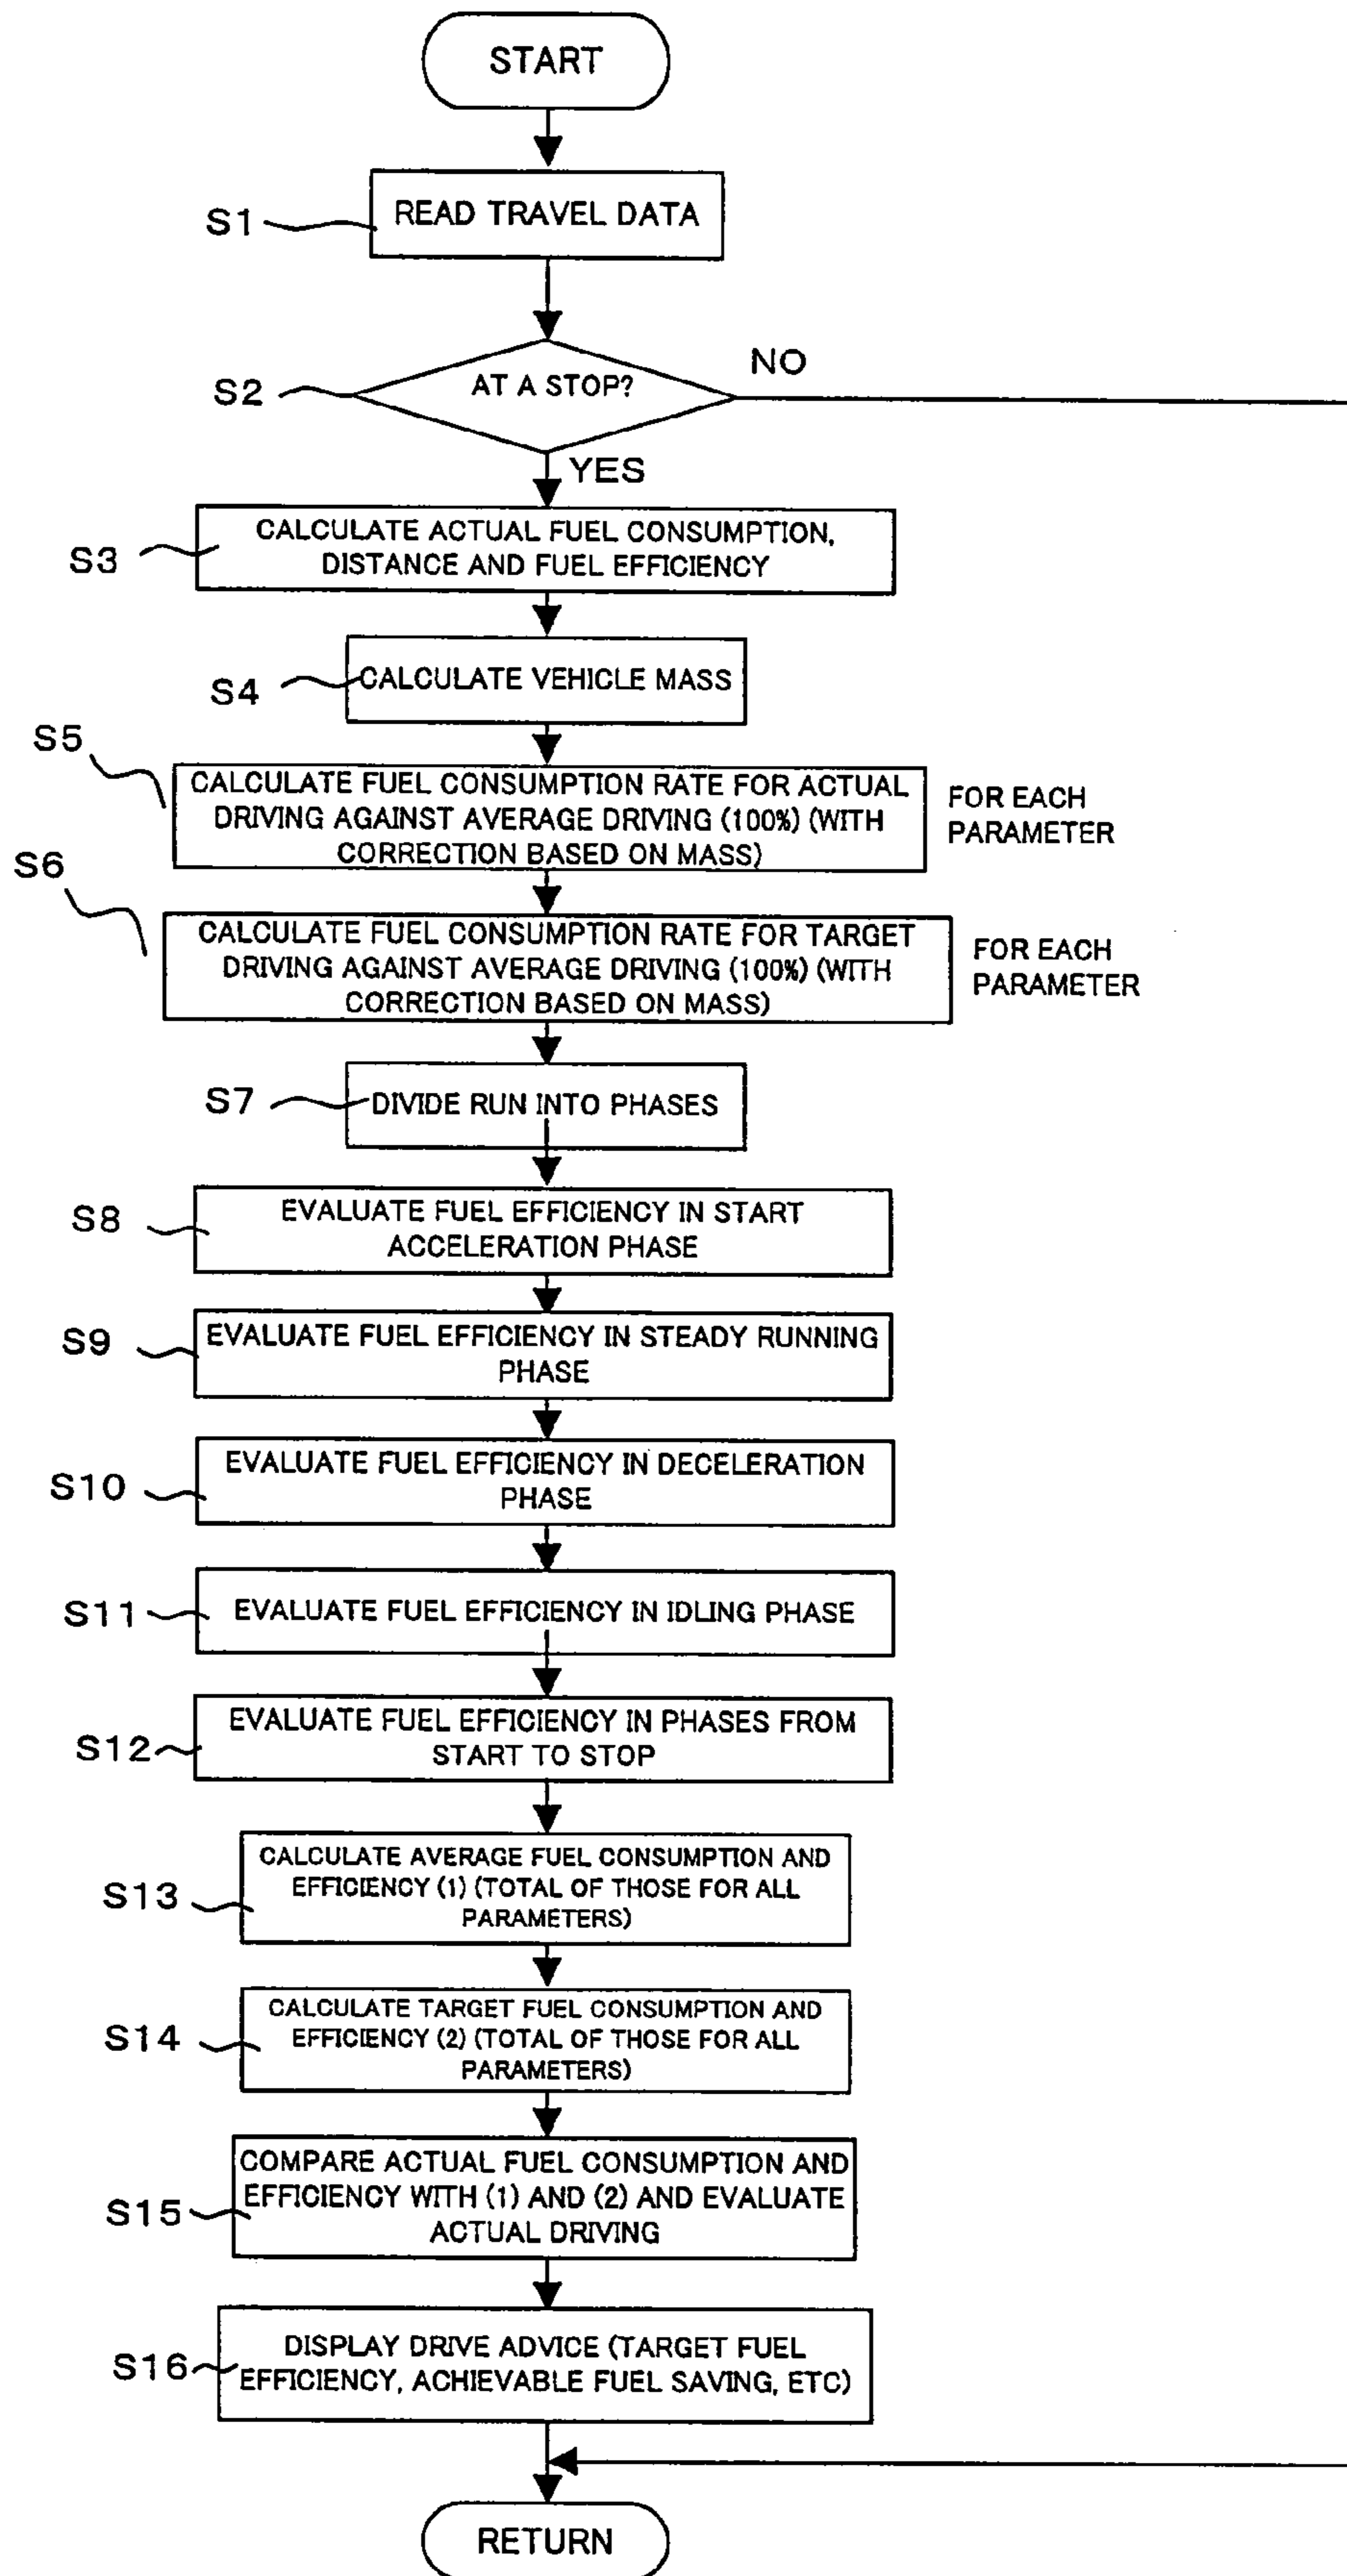 START
S1
READ TRAVEL DATA
S2
AT A STOP?
NO
YES
S3
CALCULATE ACTUAL FUEL CONSUMPTION,
DISTANCE AND FUEL EFFICIENCY
S4
CALCULATE VEHICLE MASS
S5
CALCULATE FUEL CONSUMPTION RATE FOR ACTUAL
DRIVING AGAINST AVERAGE DRIVING (100%) (WITH
CORRECTION BASED ON MASS)
FOR EACH
PARAMETER
S6
CALCULATE FUEL CONSUMPTION RATE FOR TARGET
DRIVING AGAINST AVERAGE DRIVING (100%) (WITH
CORRECTION BASED ON MASS)
FOR EACH
PARAMETER
S7
DIVIDE RUN INTO PHASES
S8
EVALUATE FUEL EFFICIENCY IN START
ACCELERATION PHASE
S9
EVALUATE FUEL EFFICIENCY IN STEADY RUNNING
PHASE
S10
EVALUATE FUEL EFFICIENCY IN DECELERATION
PHASE
S11
EVALUATE FUEL EFFICIENCY IN IDLING PHASE
S12
EVALUATE FUEL EFFICIENCY IN PHASES FROM
START TO STOP
S13
CALCULATE AVERAGE FUEL CONSUMPTION AND
EFFICIENCY (1) (TOTAL OF THOSE FOR ALL
PARAMETERS)
S14
CALCULATE TARGET FUEL CONSUMPTION AND
EFFICIENCY (2) (TOTAL OF THOSE FOR ALL
PARAMETERS)
S15
COMPARE ACTUAL FUEL CONSUMPTION AND
EFFICIENCY WITH (1) AND (2) AND EVALUATE
ACTUAL DRIVING
S16
DISPLAY DRIVE ADVICE (TARGET FUEL
EFFICIENCY, ACHIEVABLE FUEL SAVING, ETC)
RETURN